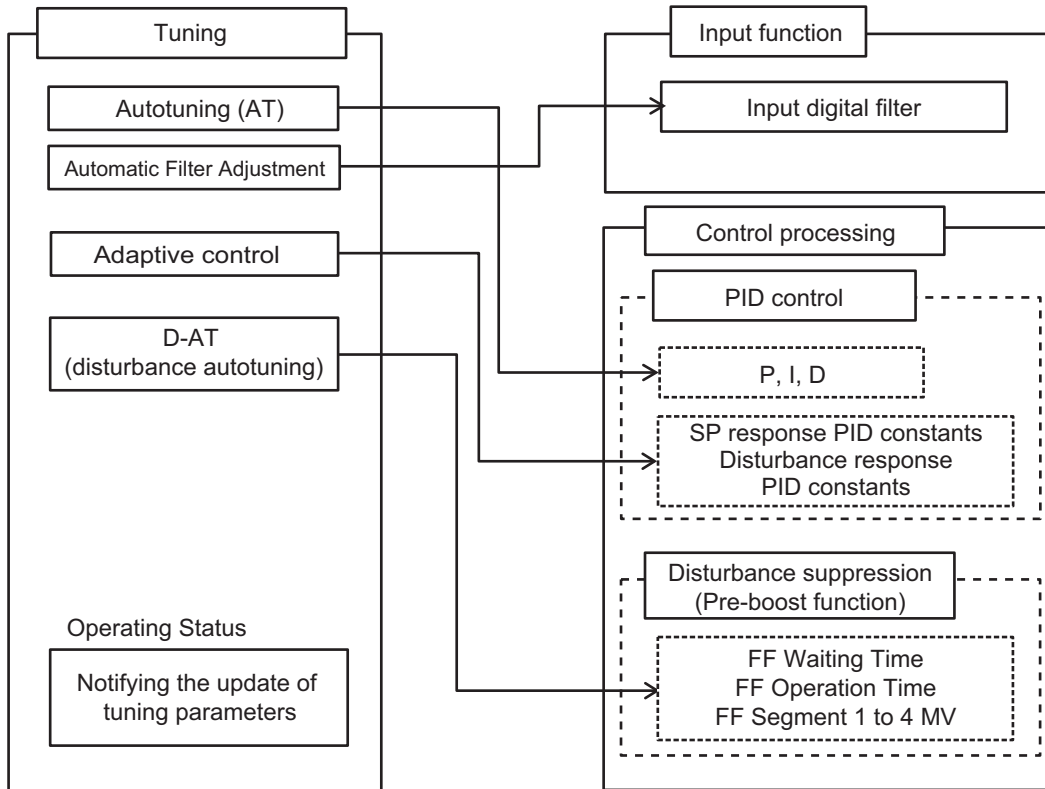 Tuning
Autotuning (AT)
Automatic Filter Adjustment
Adaptive control
D-AT
(disturbance autotuning)
Operating Status
Notifying the update of
tuning parameters
Input function
Input digital filter
Control processing
PID control
P, I, D
SP response PID constants
Disturbance response
PID constants
Disturbance suppression
(Pre-boost function)
FF Waiting Time
FF Operation Time
FF Segment 1 to 4 MV